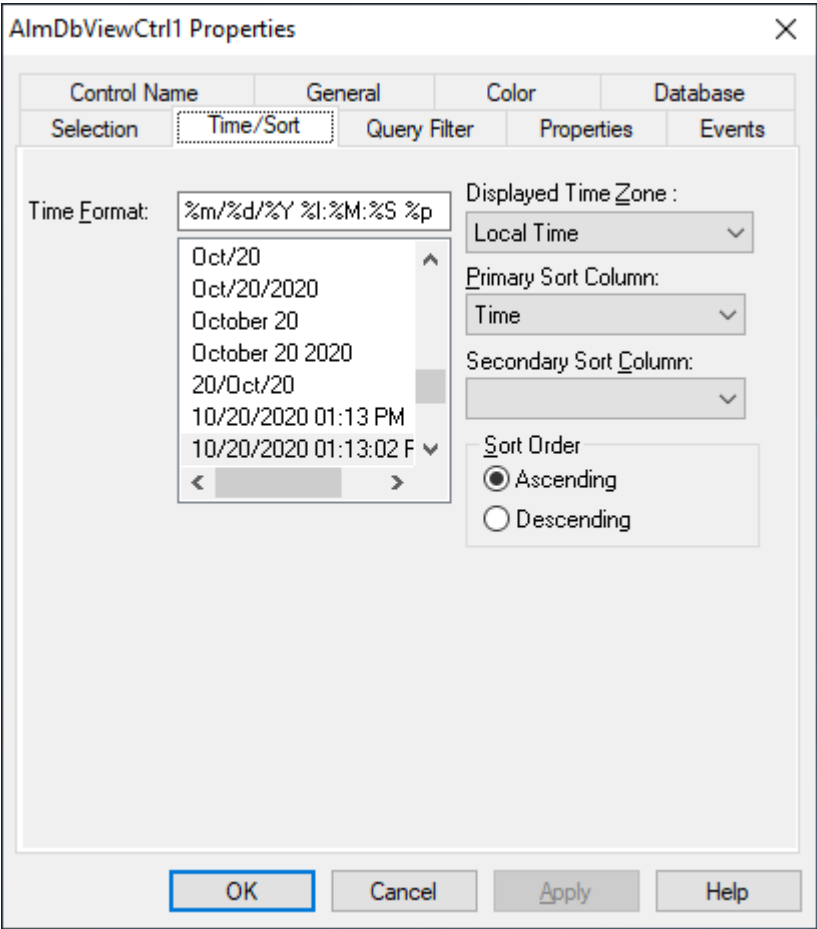 AlmDbViewCtrl1 Properties
Control Name General Color Database
Selection Time/Sort Query Filter Properties Events
Time Format: %m/%d/%Y %I:%M:%S %p
Oct/20
Oct/20/2020
October 20
October 20 2020
20/Oct/20
10/20/2020 01:13 PM
10/20/2020 01:13:02 P
Displayed Time Zone :
Local Time
Primary Sort Column:
Time
Secondary Sort Column:
Sort Order
Ascending
Descending
OK Cancel Apply Help